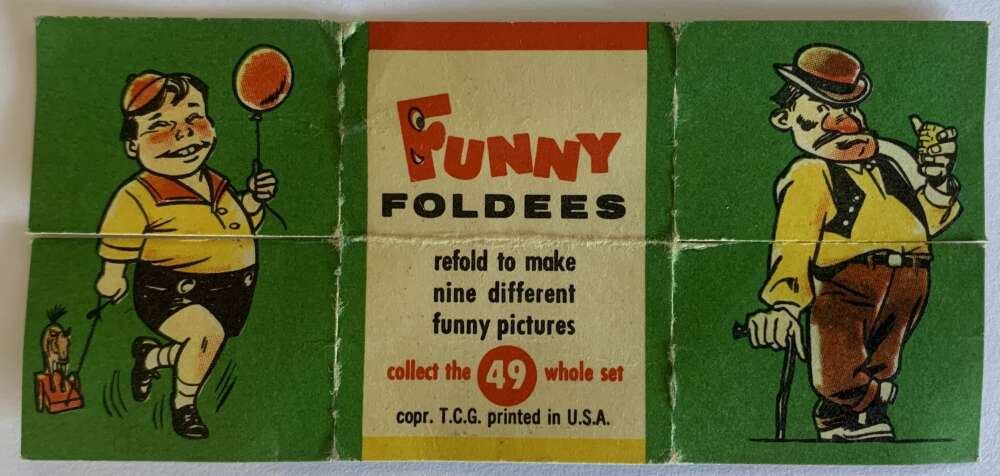 FUNNY
FOLDEES
refold to make
nine different
funny pictures
collect the 49 whole set
copr. T.C.G. printed in U.S.A.